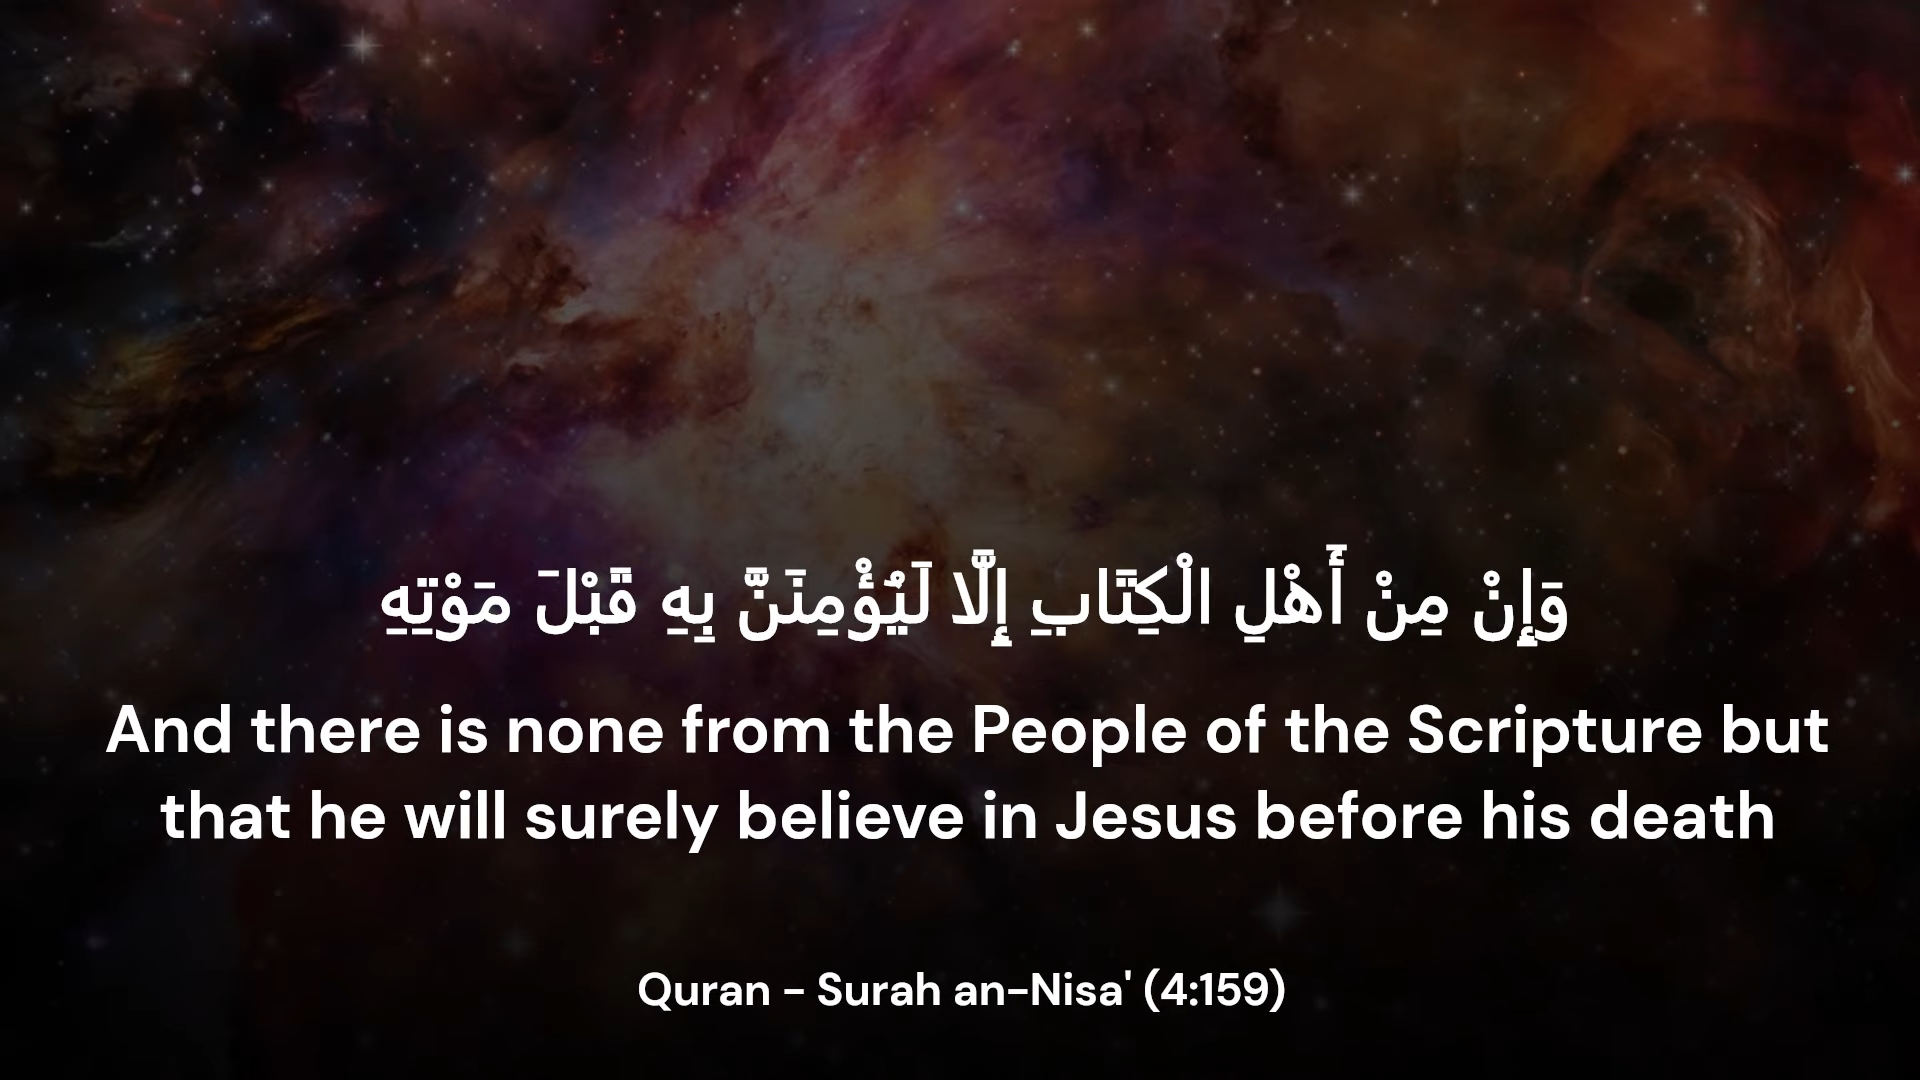 وَإِنْ مِنْ أَهْلِ الْكِتَابِ إِلَّا لَيُؤْمِنَنَّ بِهِ قَبْلَ مَوْتِهِ
And there is none from the People of the Scripture but
that he will surely believe in Jesus before his death
Quran - Surah an-Nisa' (4:159)